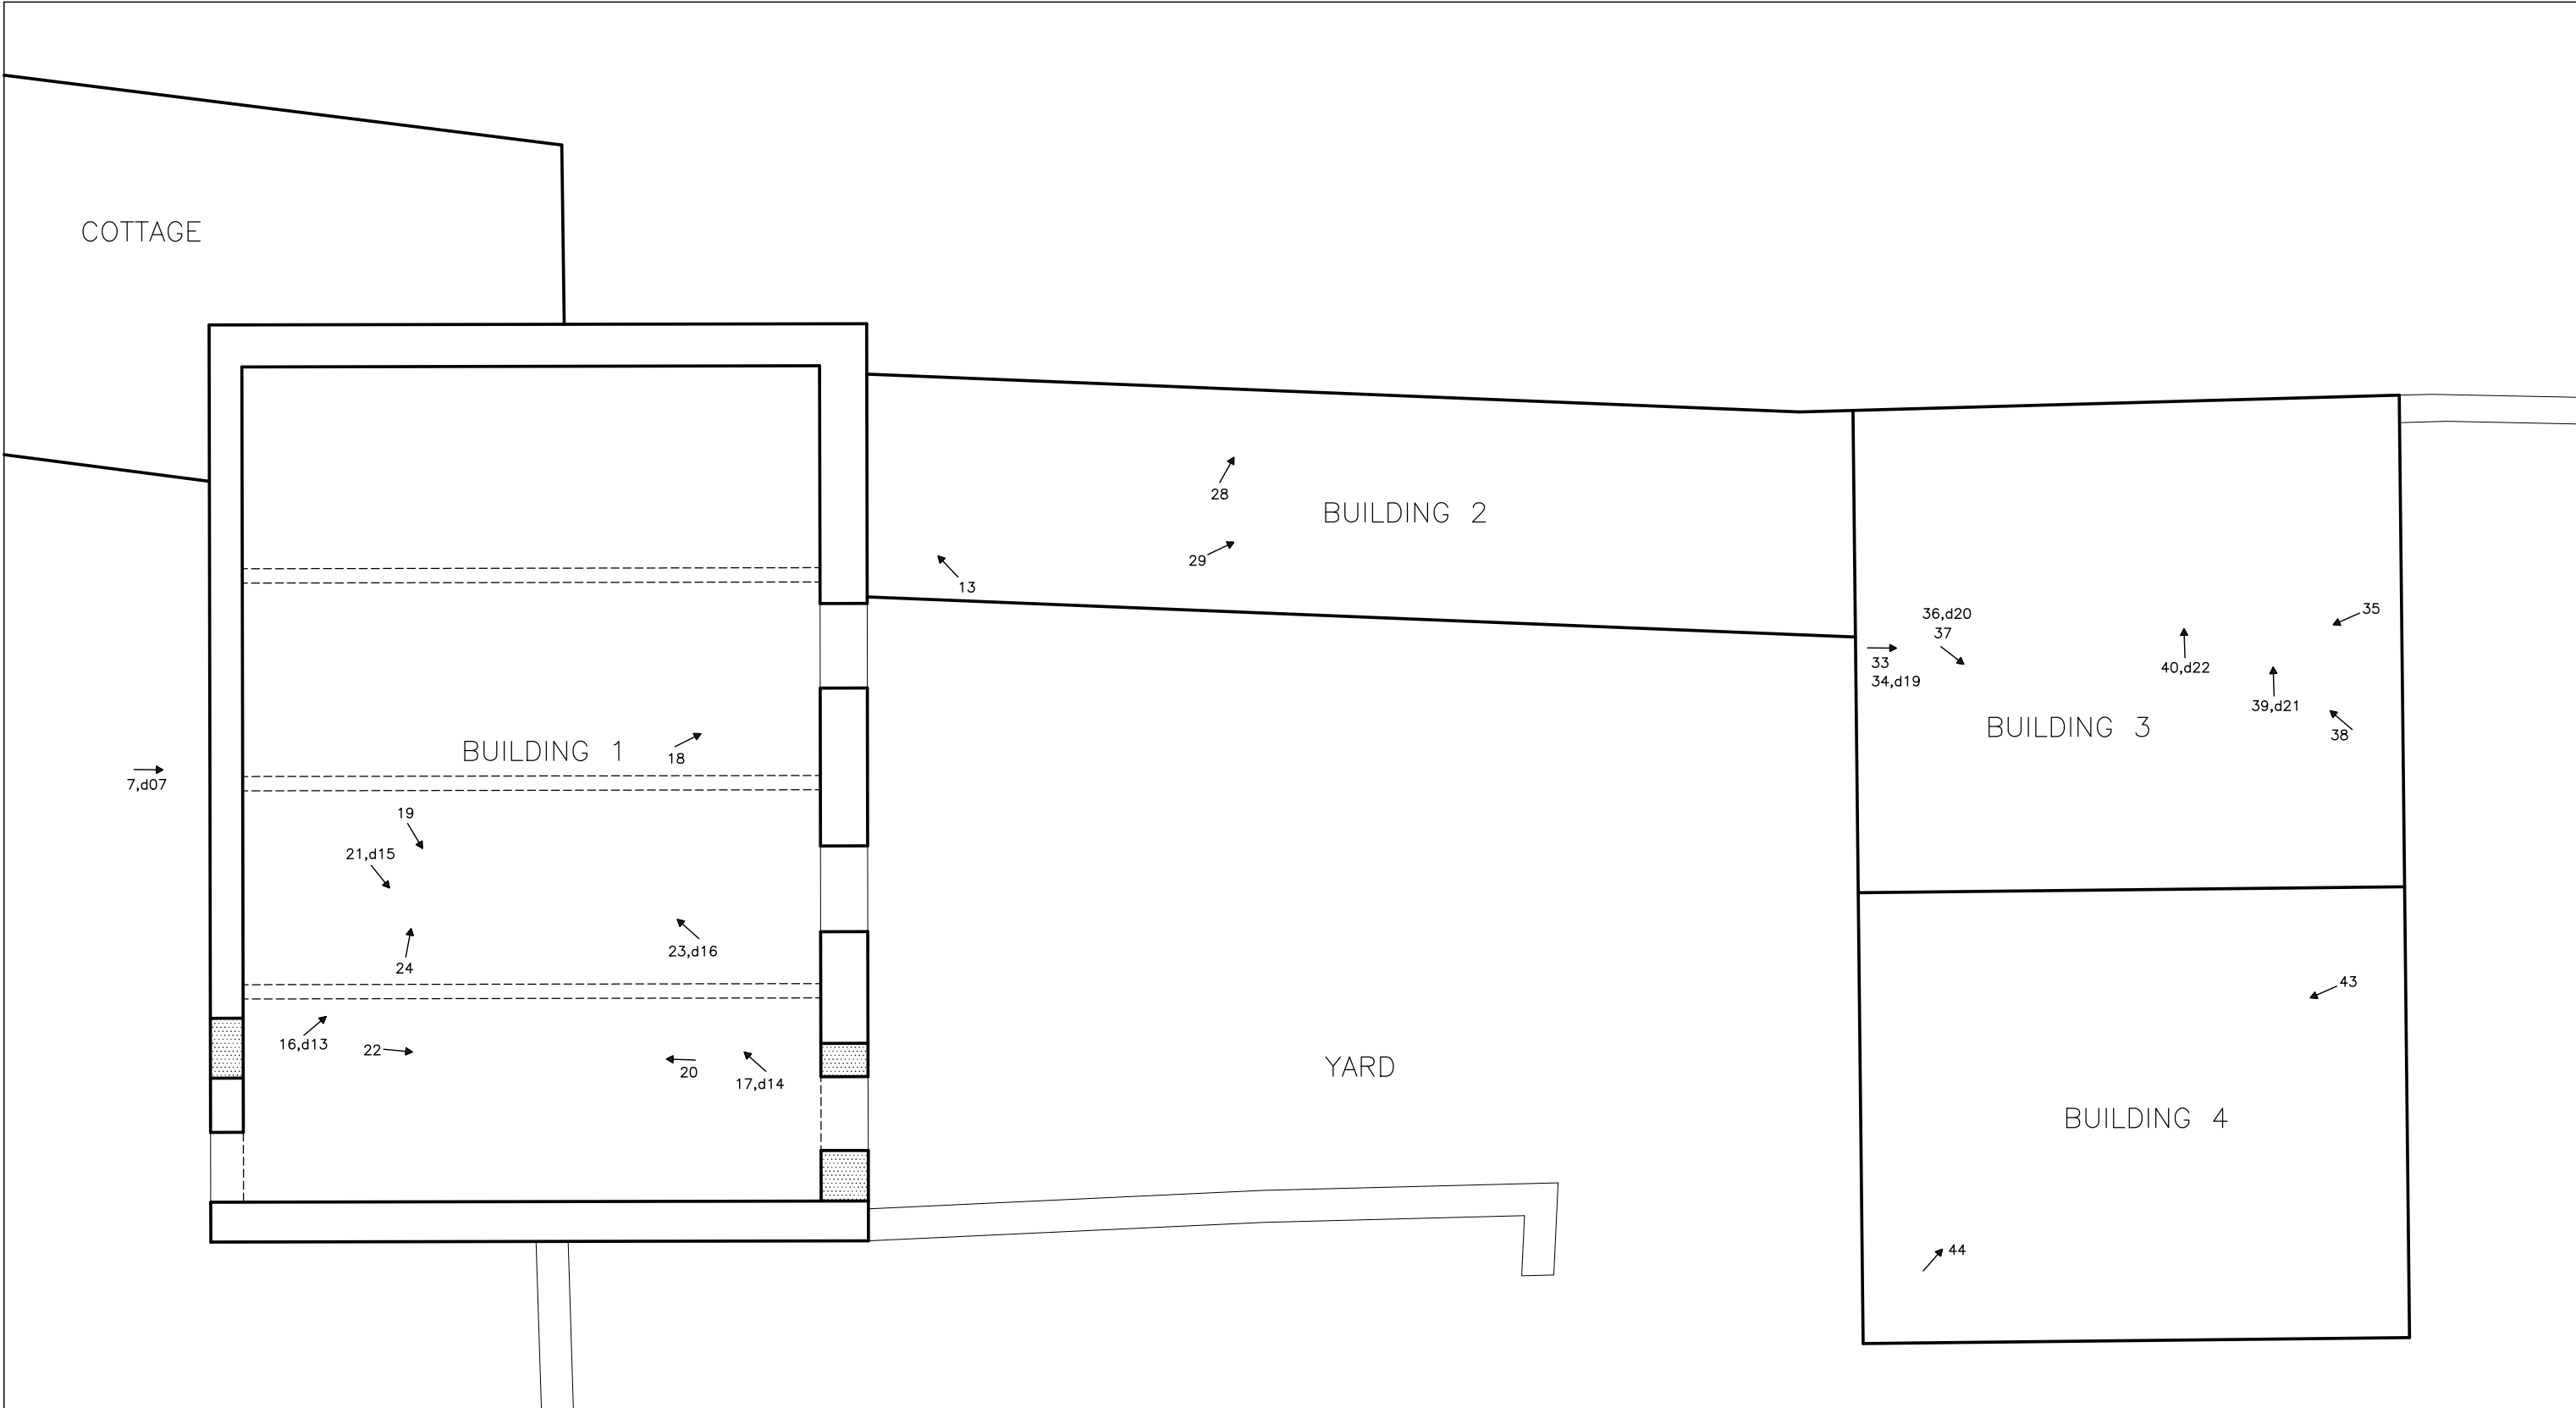 COTTAGE
28
BUILDING 2
29
13
36,d20
37
35
33
34,d19
40,d22
39,d21
38
BUILDING 3
BUILDING 1
18
7,d07
19
21,d15
23,d16
24
43
16,d13
22
20
17,d14
YARD
BUILDING 4
44